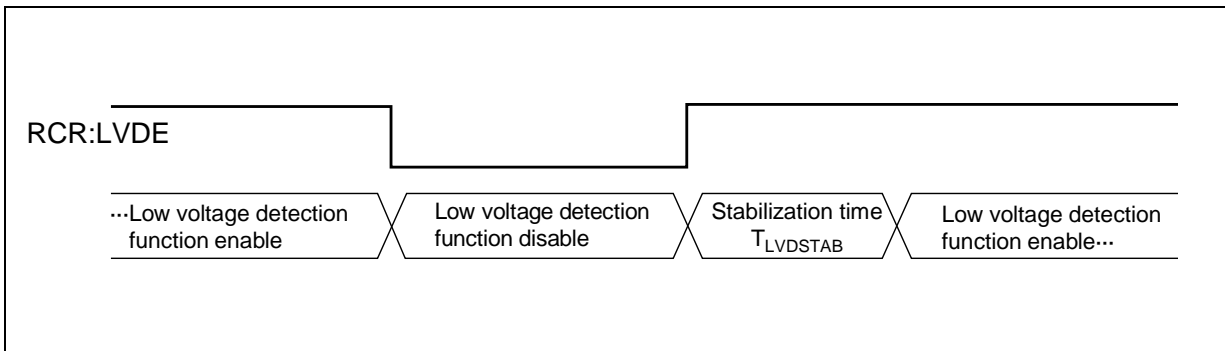 RCR:LVDE
···Low voltage detection
function enable
Low voltage detection
function disable
Stabilization time
TLVDSTAB
Low voltage detection
function enable···